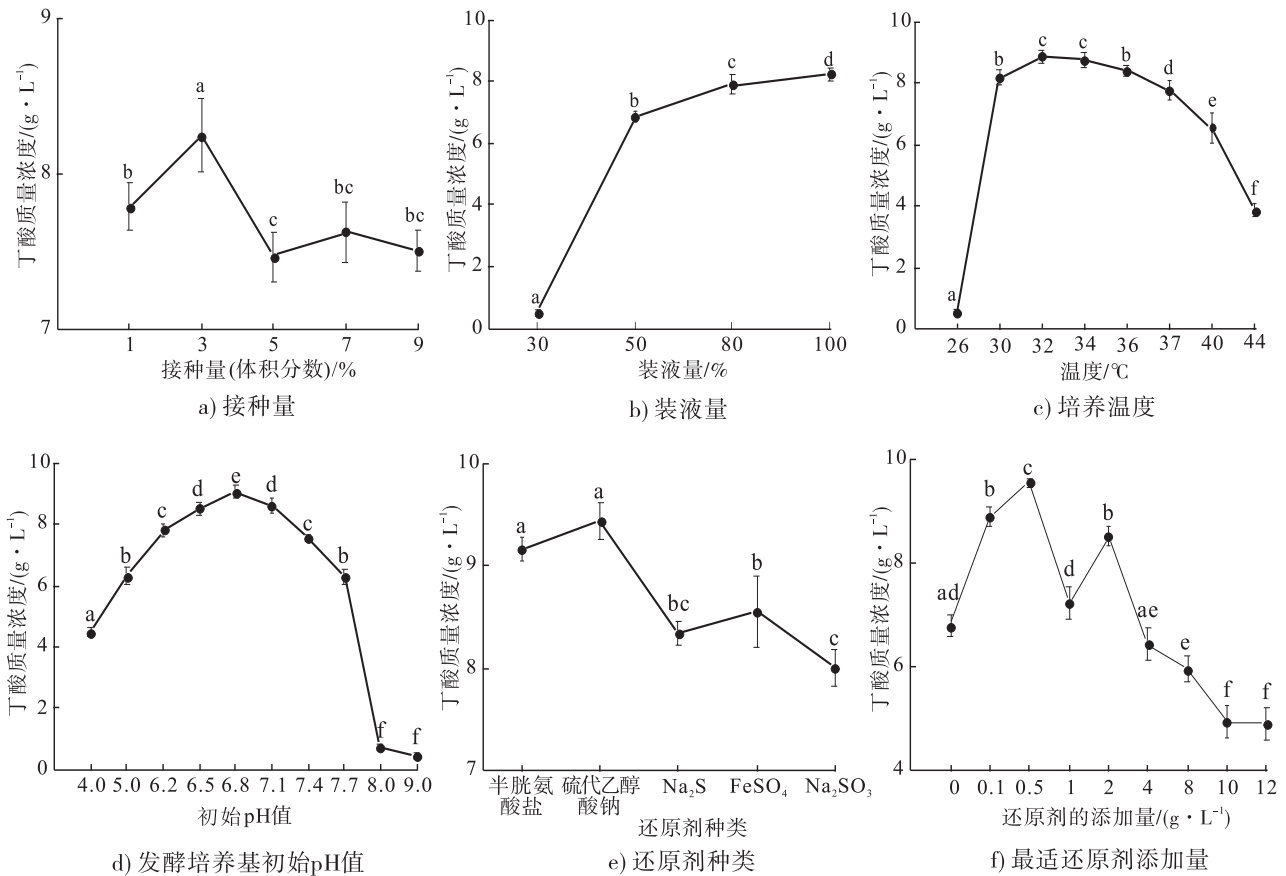 丁酸质量浓度/(g·L⁻¹)
9
8
7
b
a
c
bc
bc
1 3 5 7 9
接种量(体积分数)/%
a) 接种量
丁酸质量浓度/(g·L⁻¹)
10
8
6
4
2
0
a
b
c
d
30 50 80 100
装液量/%
b) 装液量
丁酸质量浓度/(g·L⁻¹)
10
8
6
4
2
0
a
b
c
c
b
d
e
f
26 30 32 34 36 37 40 44
温度/℃
c) 培养温度
丁酸质量浓度/(g·L⁻¹)
10
8
6
4
2
0
a
b
c
d
e
d
c
b
f
f
4.0 5.0 6.2 6.5 6.8 7.1 7.4 7.7 8.0 9.0
初始pH值
d) 发酵培养基初始pH值
丁酸质量浓度/(g·L⁻¹)
10
9
8
7
a
a
bc
b
c
半胱氨酸盐 硫代乙醇酸钠 Na₂S FeSO₄ Na₂SO₃
还原剂种类
e) 还原剂种类
丁酸质量浓度/(g·L⁻¹)
10
8
6
4
ad
b
c
d
b
ae
e
f
f
0 0.1 0.5 1 2 4 8 10 12
还原剂的添加量/(g·L⁻¹)
f) 最适还原剂添加量